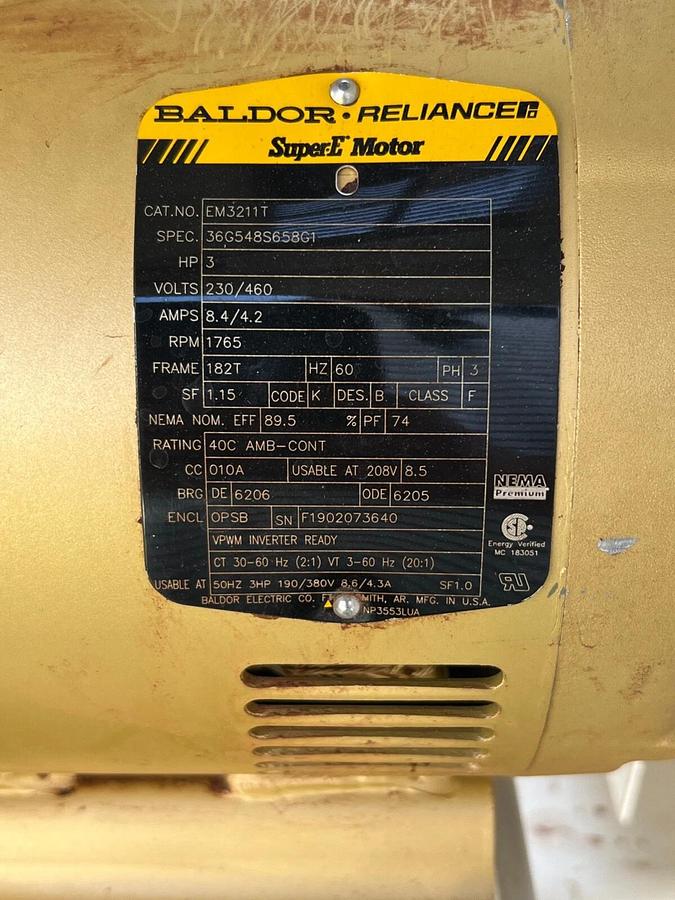 BALDOR • RELIANCE
Super-E Motor
CAT.NO. EM3211T
SPEC. 36G548S658G1
HP 3
VOLTS 230/460
AMPS 8.4/4.2
RPM 1765
FRAME 182T HZ 60 PH 3
SF 1.15 CODE K DES. B CLASS F
NEMA NOM. EFF 89.5 % PF 74
RATING 40C AMB-CONT
CC 010A USABLE AT 208V 8.5
BRG DE 6206 ODE 6205
ENCL OPSB SN F1902073640
VPWM INVERTER READY
CT 30-60 Hz (2:1) VT 3-60 Hz (20:1)
USABLE AT 50HZ 3HP 190/380V 8.6/4.3A SF1.0
BALDOR ELECTRIC CO. MITH, AR. MFG. IN U.S.A.
NP3553LUA
NEMA
Premium
Energy Verified
MC 183051